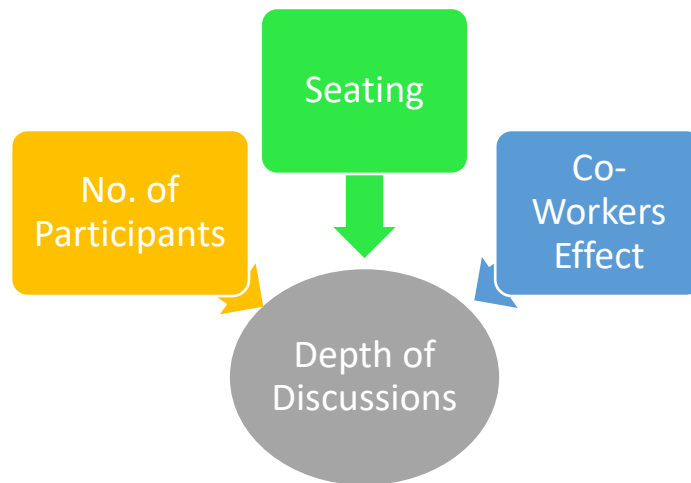 Seating
No. of
Participants
Co-
Workers
Effect
Depth of
Discussions